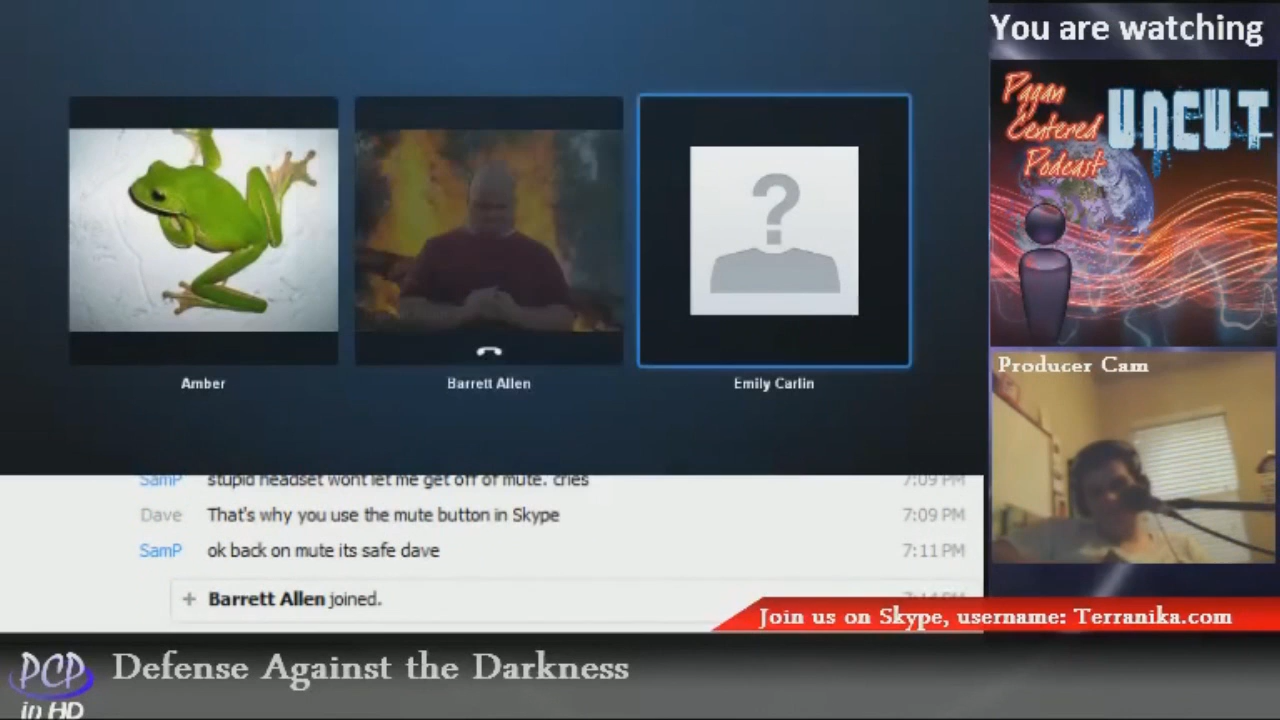 You are watching
Pagan
Centered
Podcast
UNCUT
Amber
Barrett Allen
Emily Carlin
Producer Cam
SamP stupid headset wont let me get off of mute. cries 7:09 PM
Dave That's why you use the mute button in Skype 7:09 PM
SamP ok back on mute its safe dave 7:11 PM
+ Barrett Allen joined. 7:14 PM
Join us on Skype, username: Terranika.com
PCP
in HD
Defense Against the Darkness